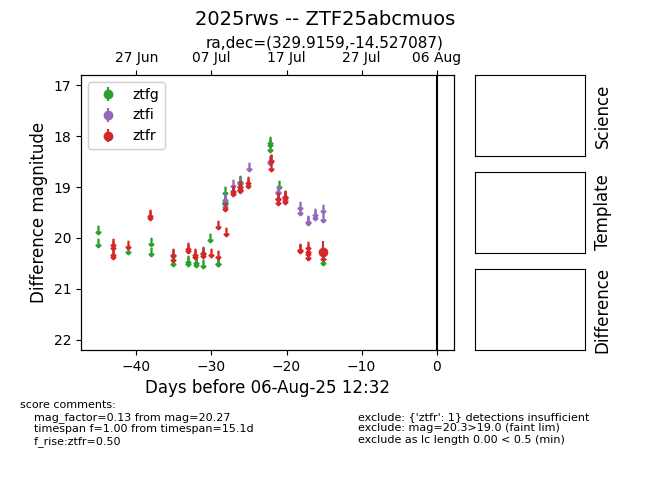 2025rws -- ZTF25abcmuos
ra,dec=(329.9159,-14.527087)
27 Jun 07 Jul 17 Jul 27 Jul 06 Aug
ztfg
ztfi
ztfr
17
18
19
20
21
22
Difference magnitude
−40 −30 −20 −10 0
Days before 06-Aug-25 12:32
Science
Template
Difference
score comments:
mag_factor=0.13 from mag=20.27
timespan f=1.00 from timespan=15.1d
f_rise:ztfr=0.50
exclude: {'ztfr': 1} detections insufficient
exclude: mag=20.3>19.0 (faint lim)
exclude as lc length 0.00 < 0.5 (min)